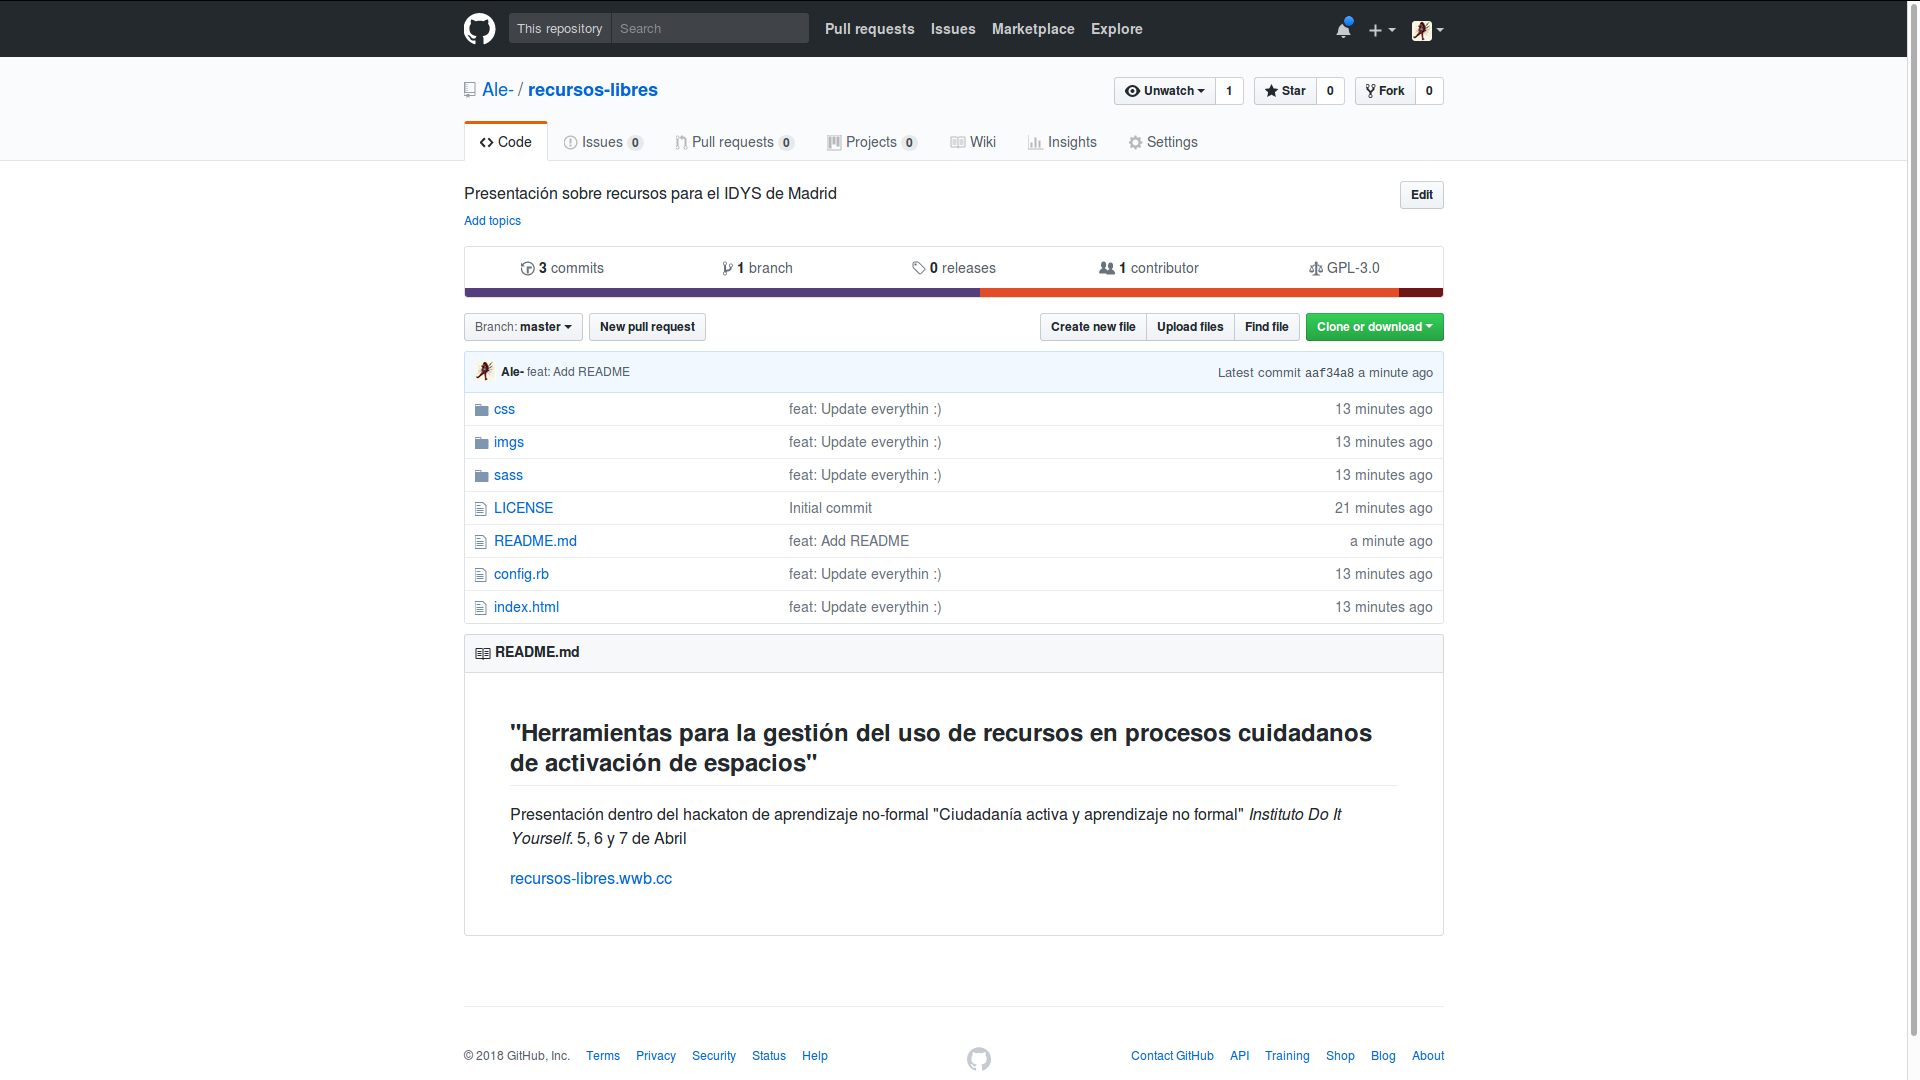 This repository Search Pull requests Issues Marketplace Explore
Ale- / recursos-libres
Unwatch 1 Star 0 Fork 0
Code Issues 0 Pull requests 0 Projects 0 Wiki Insights Settings
Presentación sobre recursos para el IDYS de Madrid Edit
Add topics
3 commits 1 branch 0 releases 1 contributor GPL-3.0
Branch: master New pull request Create new file Upload files Find file Clone or download
Ale- feat: Add README Latest commit aaf34a8 a minute ago
css feat: Update everythin :) 13 minutes ago
imgs feat: Update everythin :) 13 minutes ago
sass feat: Update everythin :) 13 minutes ago
LICENSE Initial commit 21 minutes ago
README.md feat: Add README a minute ago
config.rb feat: Update everythin :) 13 minutes ago
index.html feat: Update everythin :) 13 minutes ago
README.md
"Herramientas para la gestión del uso de recursos en procesos cuidadanos
de activación de espacios"
Presentación dentro del hackaton de aprendizaje no-formal "Ciudadanía activa y aprendizaje no formal" Instituto Do It
Yourself. 5, 6 y 7 de Abril
recursos-libres.wwb.cc
© 2018 GitHub, Inc. Terms Privacy Security Status Help Contact GitHub API Training Shop Blog About